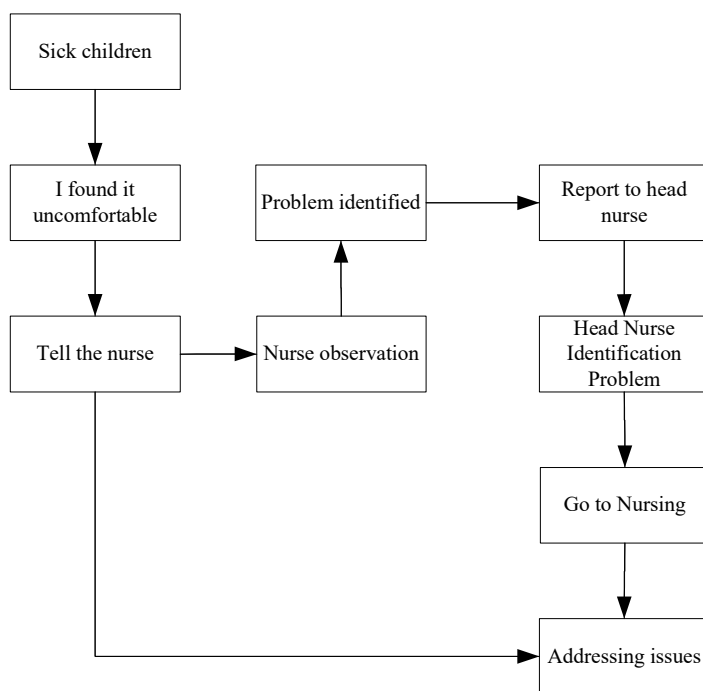 Sick children
I found it
uncomfortable
Problem identified
Report to head
nurse
Tell the nurse
Nurse observation
Head Nurse
Identification
Problem
Go to Nursing
Addressing issues